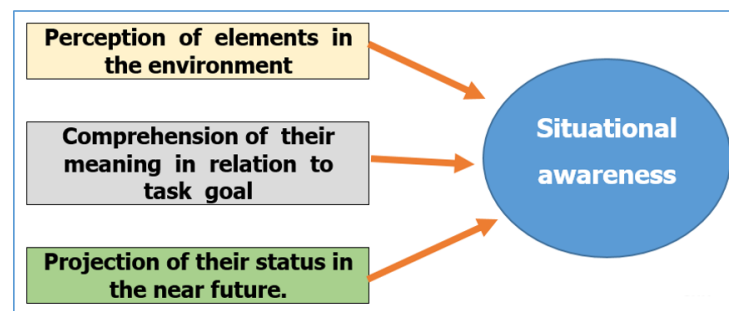 Perception of elements in
the environment
Comprehension of their
meaning in relation to
task goal
Projection of their status in
the near future.
Situational
awareness